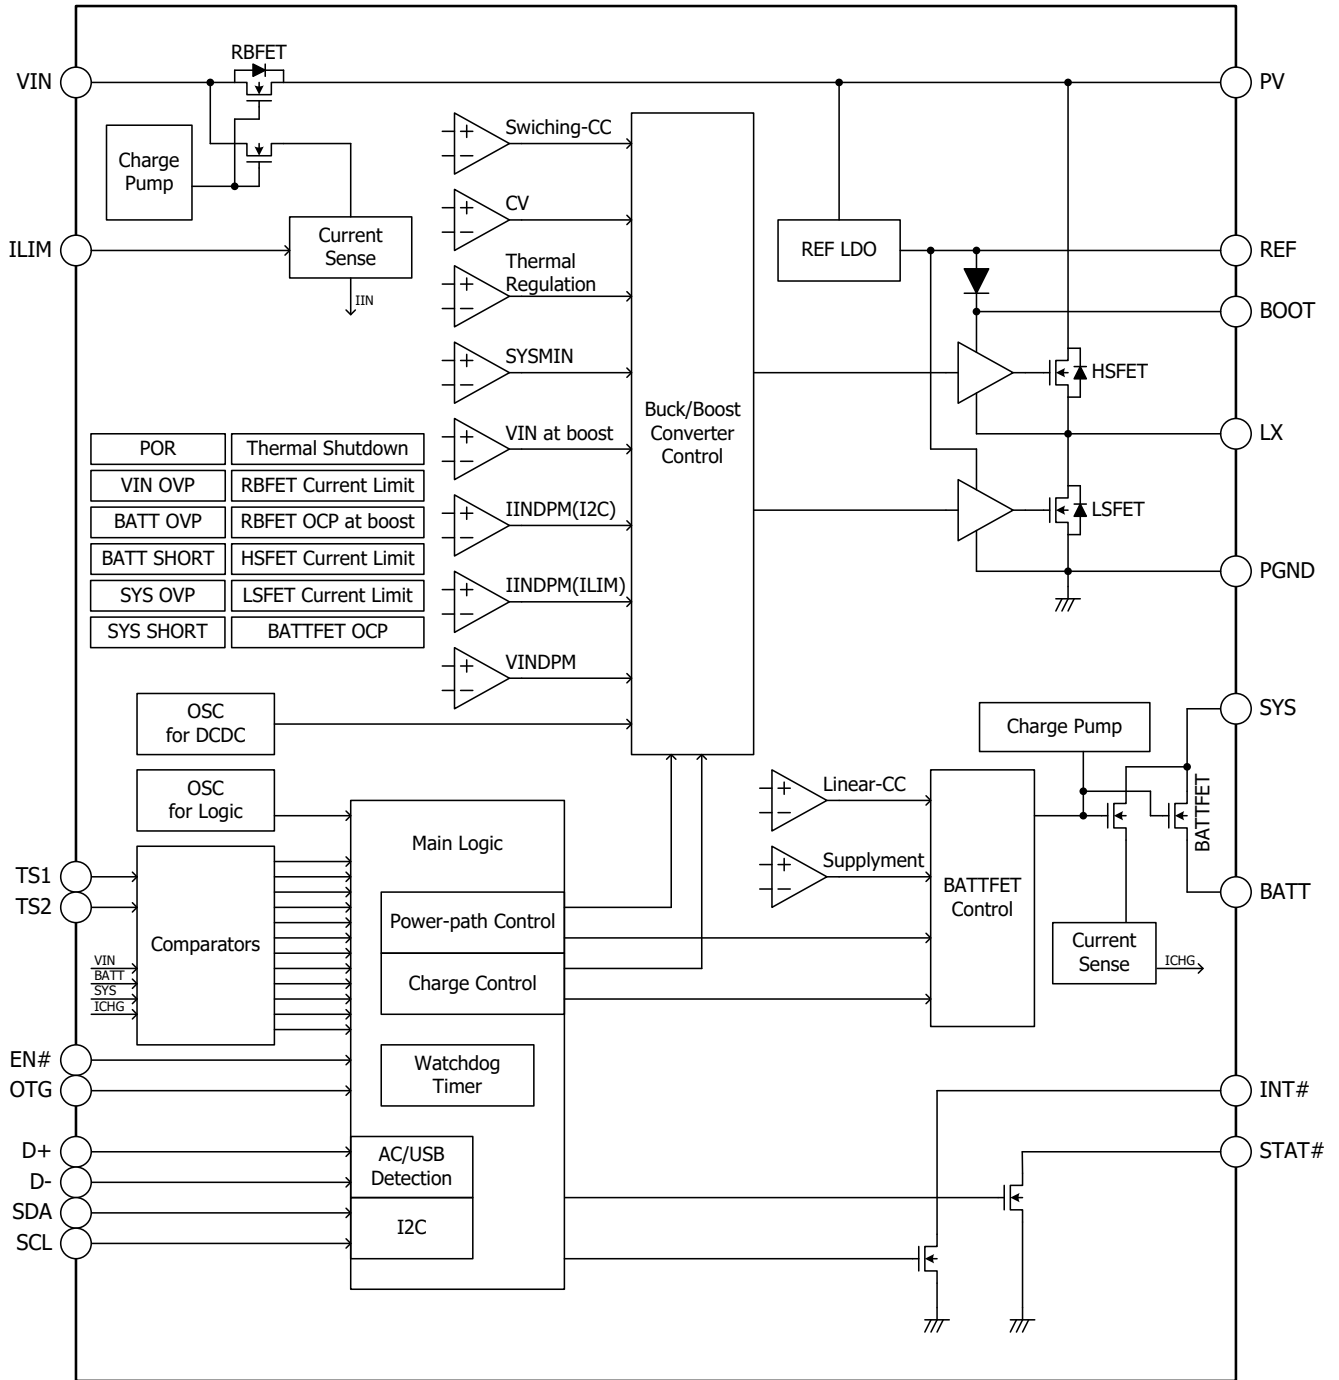 RBFET
VIN
PV
Charge
Pump
Swiching-CC
CV
ILIM
Current
Sense
IIN
Thermal
Regulation
REF LDO
REF
BOOT
SYSMIN
HSFET
Buck/Boost
Converter
Control
VIN at boost
LX
POR
Thermal Shutdown
VIN OVP
RBFET Current Limit
BATT OVP
RBFET OCP at boost
BATT SHORT
HSFET Current Limit
SYS OVP
LSFET Current Limit
SYS SHORT
BATTFET OCP
IINDPM(I2C)
LSFET
IINDPM(ILIM)
PGND
VINDPM
OSC
for DCDC
SYS
Charge Pump
OSC
for Logic
Linear-CC
BATTFET
Main Logic
TS1
TS2
Supplyment
BATTFET
Control
BATT
Power-path Control
Comparators
Current
Sense
ICHG
VIN
BATT
SYS
ICHG
Charge Control
EN#
OTG
Watchdog
Timer
INT#
D+
D-
AC/USB
Detection
STAT#
SDA
SCL
I2C